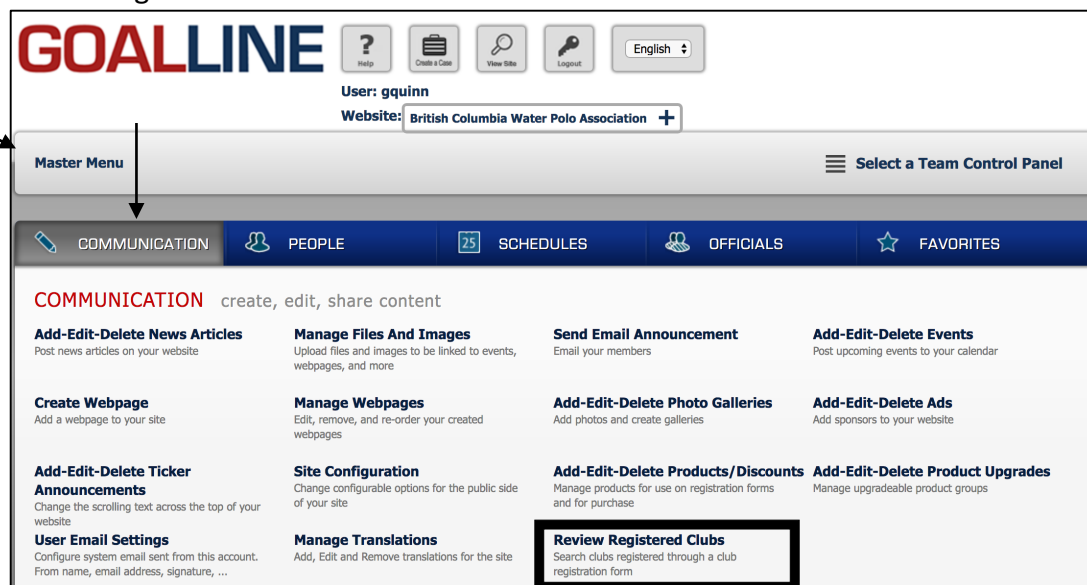 GOALLINE
Help
Create a Case
View Site
Logout
English
User: gquinn
Website: British Columbia Water Polo Association +
Master Menu
Select a Team Control Panel
COMMUNICATION
PEOPLE
25 SCHEDULES
OFFICIALS
FAVORITES
COMMUNICATION create, edit, share content
Add-Edit-Delete News Articles
Post news articles on your website
Manage Files And Images
Upload files and images to be linked to events,
webpages, and more
Send Email Announcement
Email your members
Add-Edit-Delete Events
Post upcoming events to your calendar
Create Webpage
Add a webpage to your site
Manage Webpages
Edit, remove, and re-order your created
webpages
Add-Edit-Delete Photo Galleries
Add photos and create galleries
Add-Edit-Delete Ads
Add sponsors to your website
Add-Edit-Delete Ticker
Announcements
Change the scrolling text across the top of your
website
Site Configuration
Change configurable options for the public side
of your site
Add-Edit-Delete Products/Discounts
Manage products for use on registration forms
and for purchase
Add-Edit-Delete Product Upgrades
Manage upgradeable product groups
User Email Settings
Configure system email sent from this account.
From name, email address, signature, ...
Manage Translations
Add, Edit and Remove translations for the site
Review Registered Clubs
Search clubs registered through a club
registration form